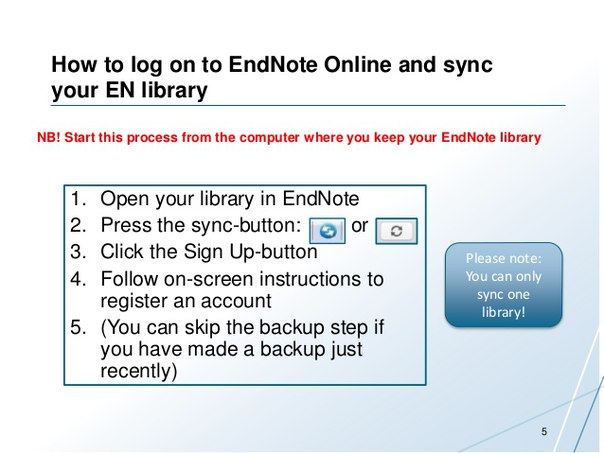 How to log on to EndNote Online and sync
your EN library
NB! Start this process from the computer where you keep your EndNote library
1. Open your library in EndNote
2. Press the sync-button: or
3. Click the Sign Up-button
4. Follow on-screen instructions to
register an account
5. (You can skip the backup step if
you have made a backup just
recently)
Please note:
You can only
sync one
library!
5